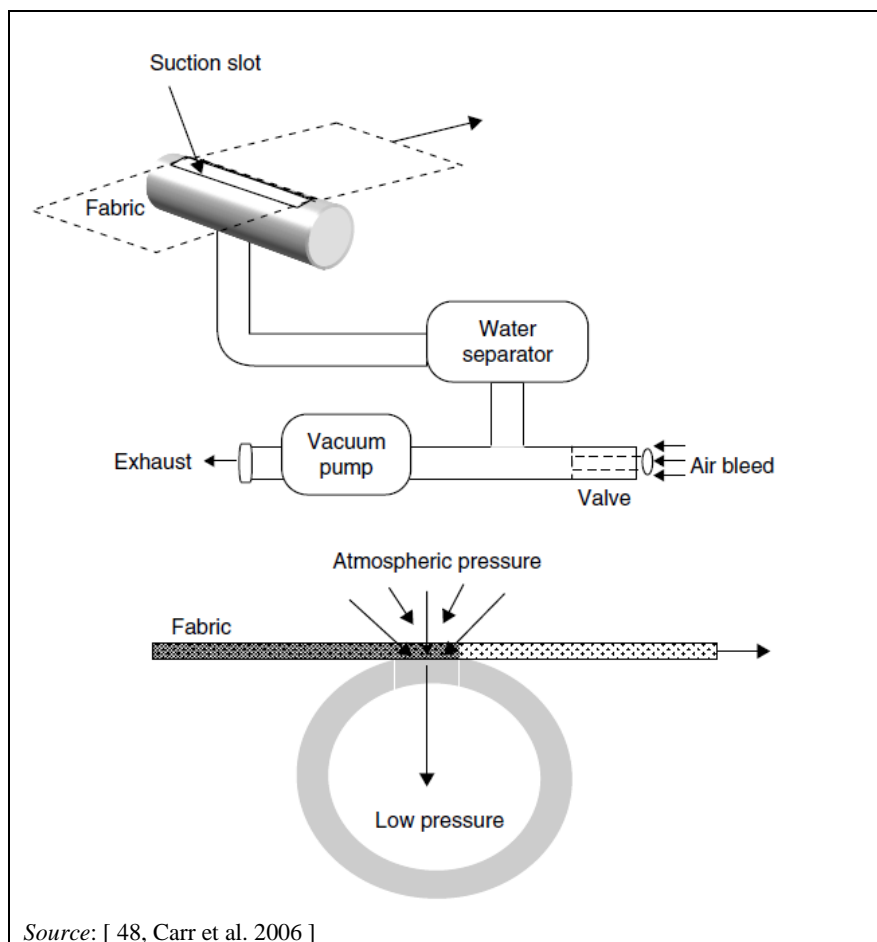 Suction slot
Fabric
Water
separator
Vacuum
pump
Exhaust
Air bleed
Valve
Atmospheric pressure
Fabric
Low pressure
Source: [ 48, Carr et al. 2006 ]